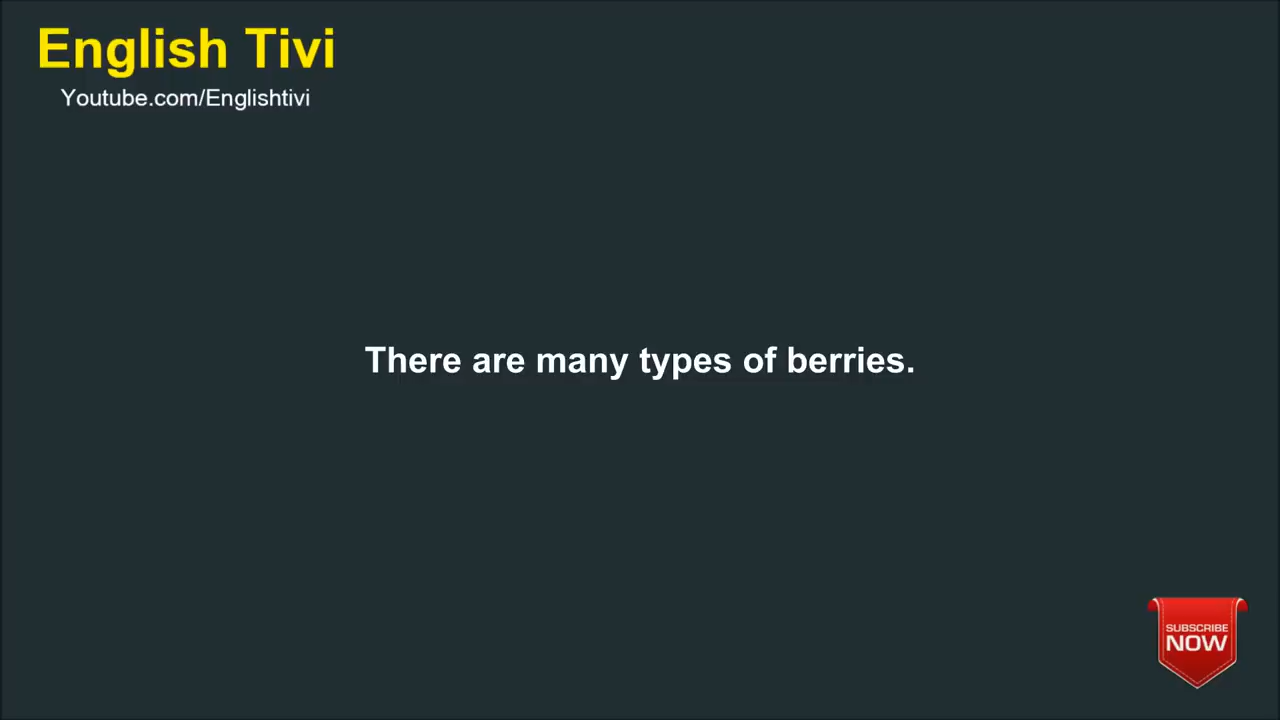 English Tivi
Youtube.com/Englishtivi
There are many types of berries.
SUBSCRIBE
NOW